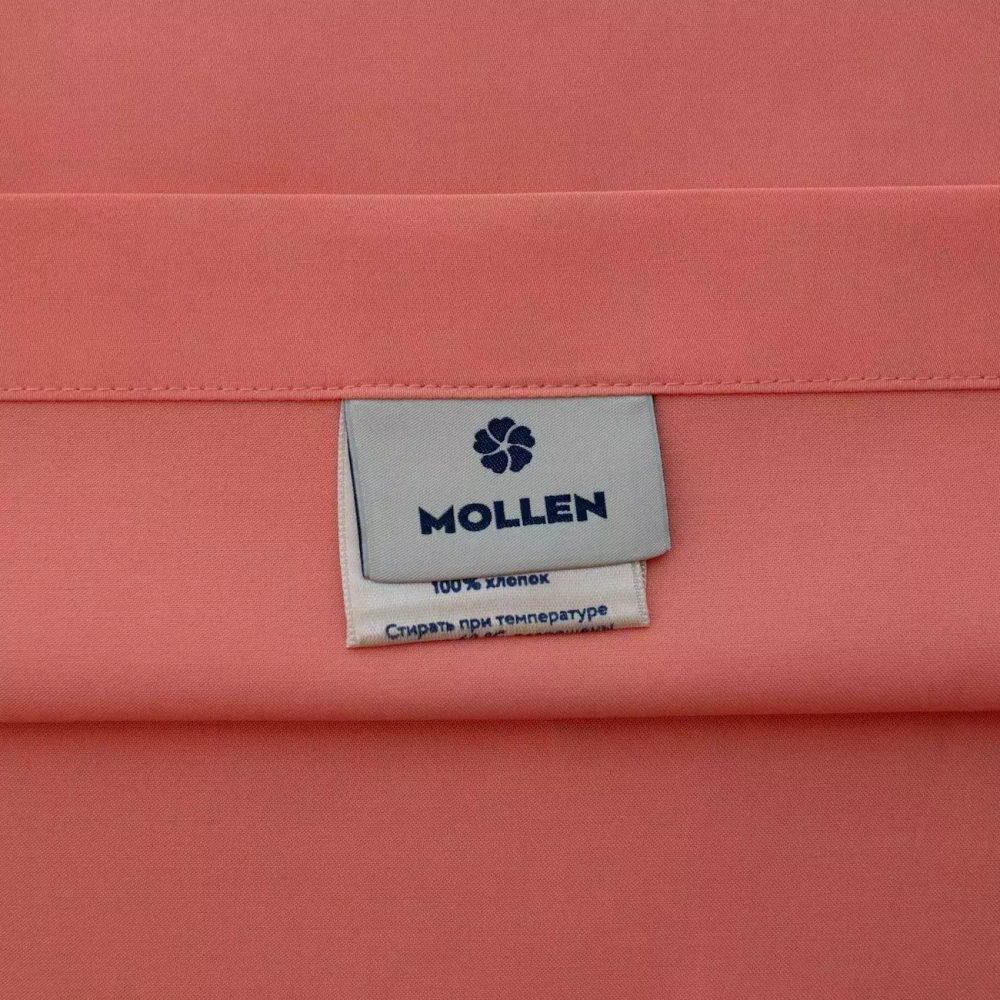 MOLLEN
100% хлопок
Стирать при температуре